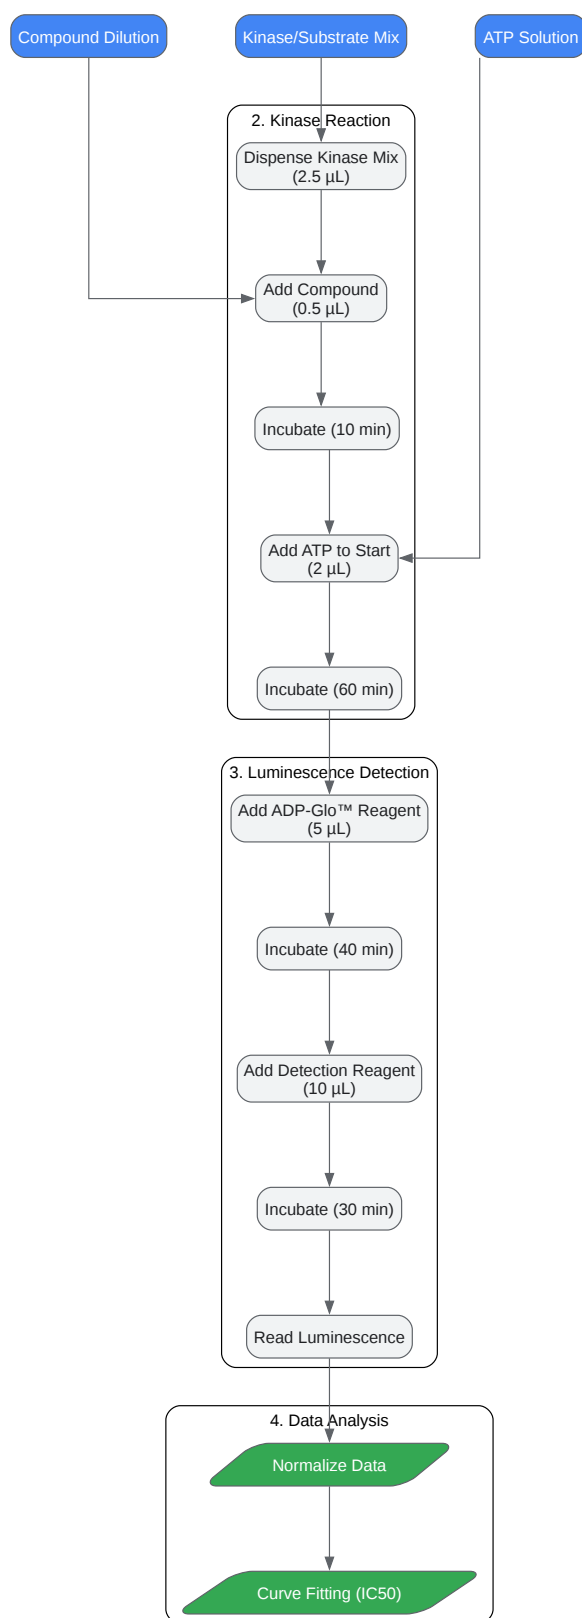 Compound Dilution
Kinase/Substrate Mix
ATP Solution
2. Kinase Reaction
Dispense Kinase Mix
(2.5 µL)
Add Compound
(0.5 µL)
Incubate (10 min)
Add ATP to Start
(2 µL)
Incubate (60 min)
3. Luminescence Detection
Add ADP-Glo™ Reagent
(5 µL)
Incubate (40 min)
Add Detection Reagent
(10 µL)
Incubate (30 min)
Read Luminescence
4. Data Analysis
Normalize Data
Curve Fitting (IC50)